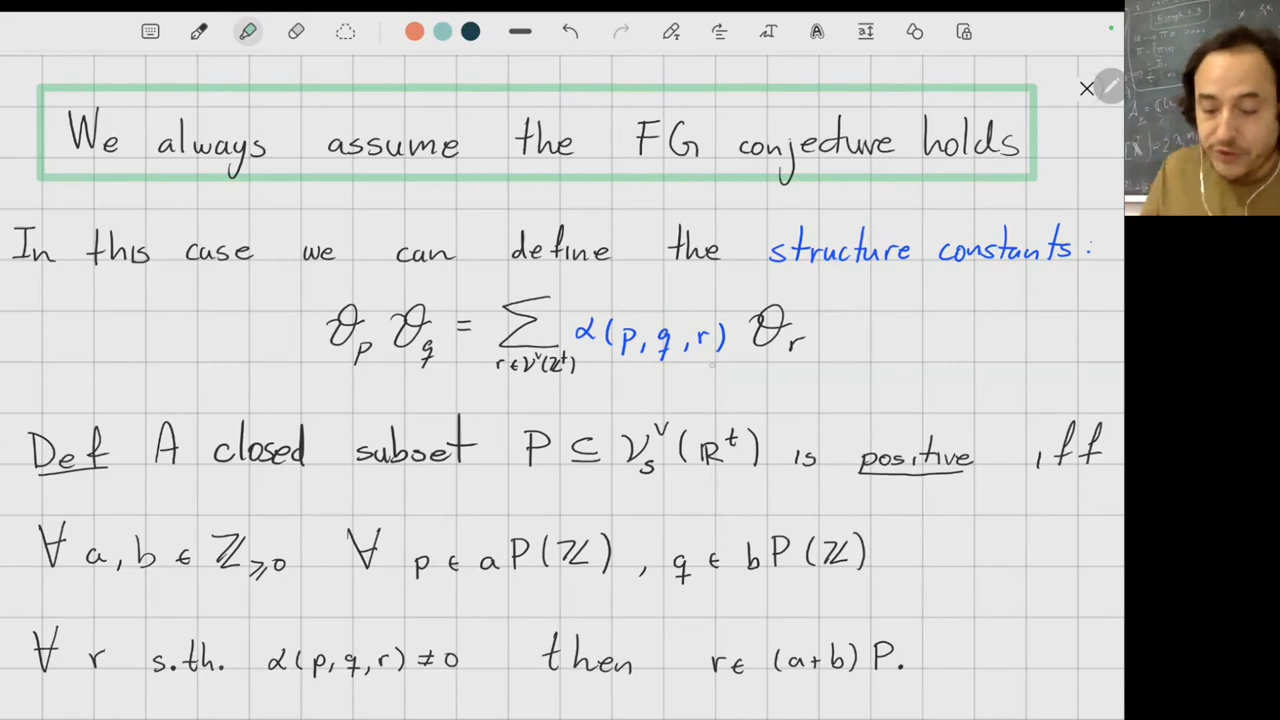 We always assume the FG conjecture holds
In this case we can define the structure constants:
ϑ_p ϑ_q = Σ_{r ∈ V^∨(ℤ^t)} α(p, q, r) ϑ_r
Def A closed subset P ⊆ V_s^∨(ℝ^t) is positive iff
∀ a, b ∈ ℤ_{≥0} ∀ p ∈ aP(ℤ), q ∈ bP(ℤ)
∀ r s.th. α(p, q, r) ≠ 0 then r ∈ (a+b) P.